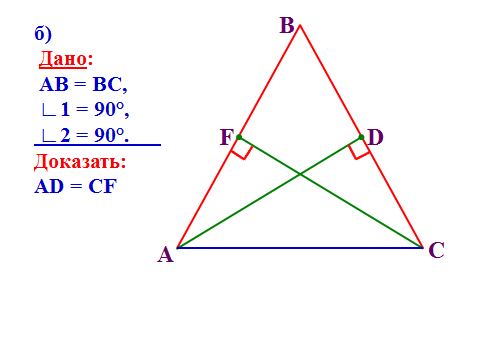 б)
Дано:
AB = BC,
∟1 = 90°,
∟2 = 90°.
Доказать:
AD = CF
B
F
D
A
C